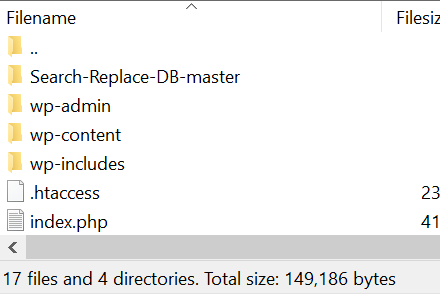 Filename Filesiz
..
Search-Replace-DB-master
wp-admin
wp-content
wp-includes
.htaccess 23
index.php 41
17 files and 4 directories. Total size: 149,186 bytes